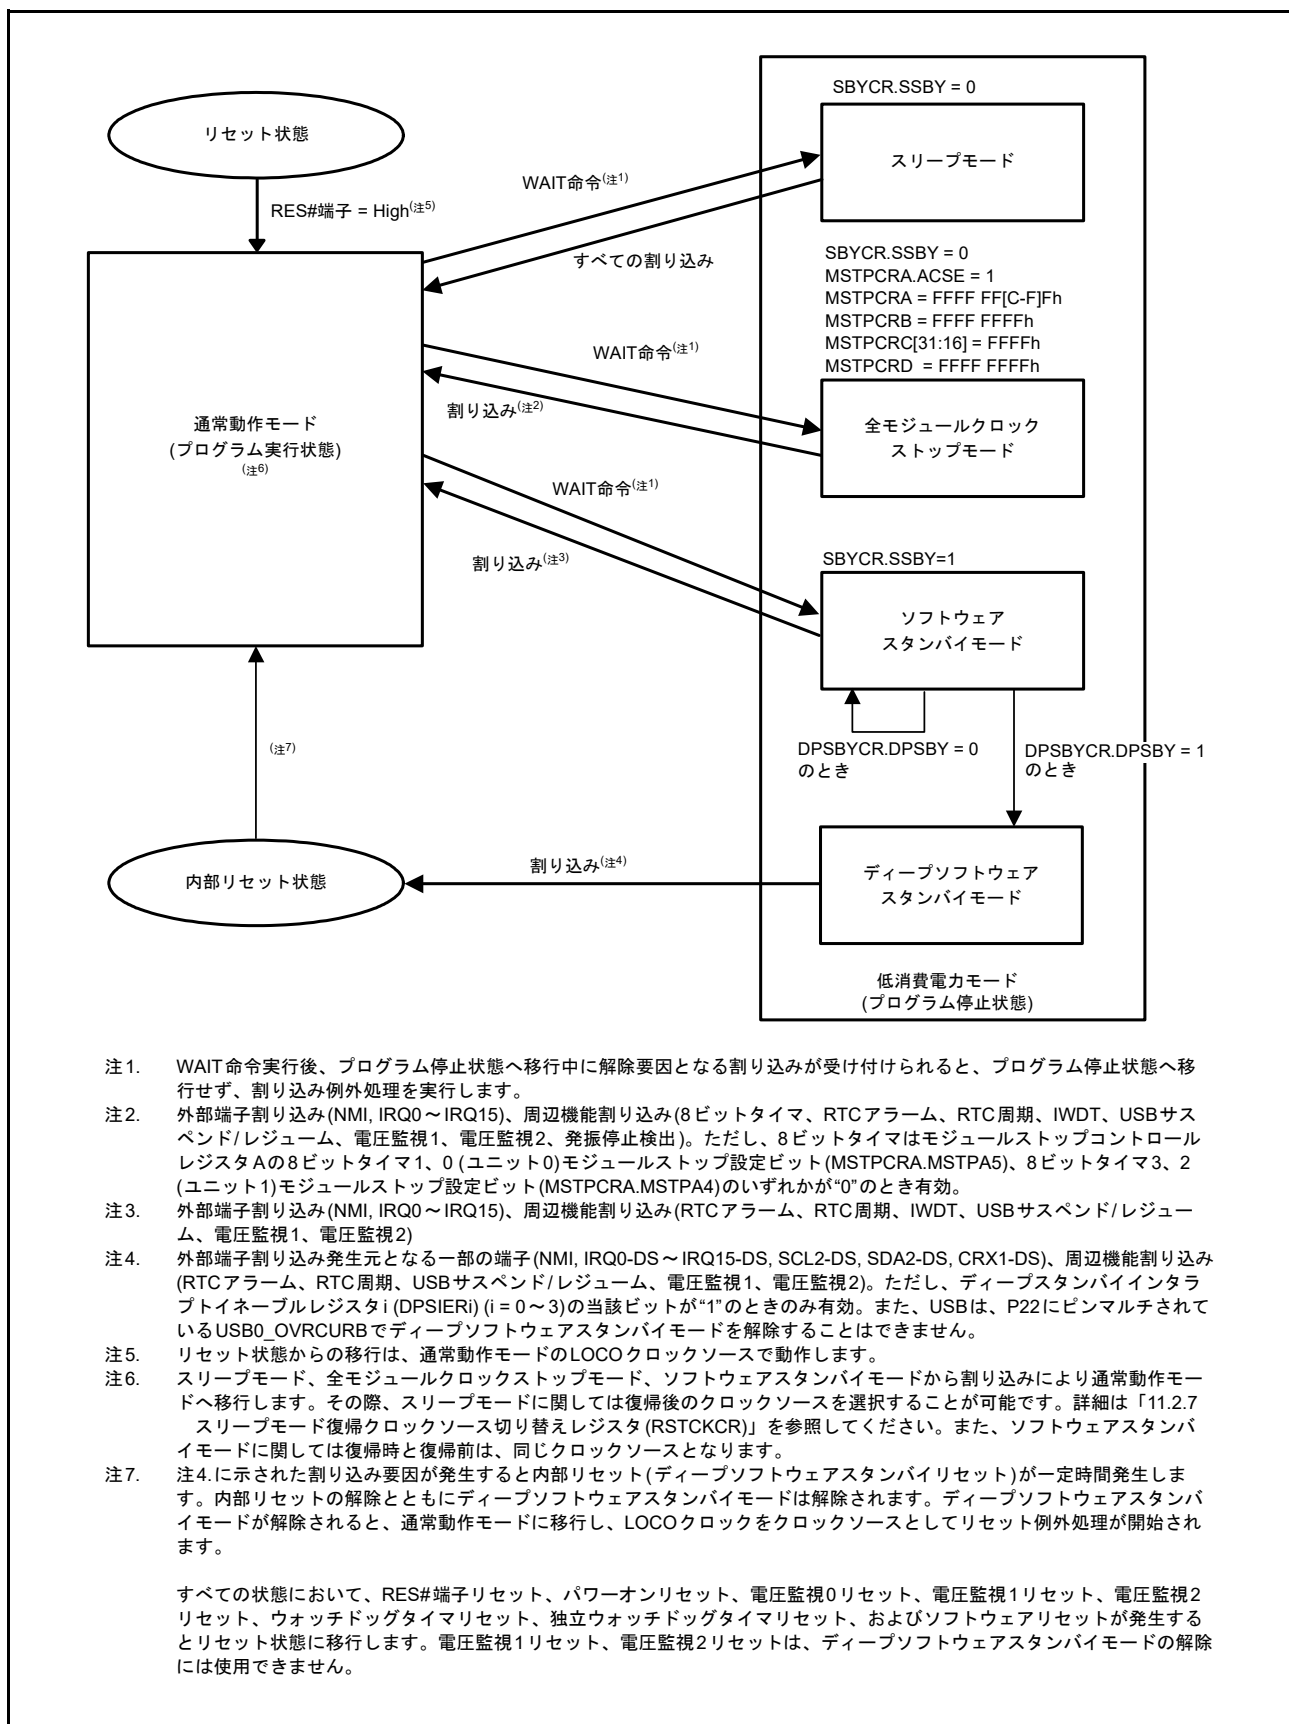 SBYCR.SSBY = 0
リセット状態
スリープモード
WAIT命令(注1)
RES#端子 = High(注5)
すべての割り込み
SBYCR.SSBY = 0
MSTPCRA.ACSE = 1
MSTPCRA = FFFF FF[C-F]Fh
MSTPCRB = FFFF FFFFh
MSTPCRC[31:16] = FFFFh
MSTPCRD = FFFF FFFFh
WAIT命令(注1)
割り込み(注2)
通常動作モード
(プログラム実行状態)
(注6)
全モジュールクロック
ストップモード
WAIT命令(注1)
割り込み(注3)
SBYCR.SSBY=1
ソフトウェア
スタンバイモード
(注7)
DPSBYCR.DPSBY = 0
のとき
DPSBYCR.DPSBY = 1
のとき
割り込み(注4)
内部リセット状態
ディープソフトウェア
スタンバイモード
低消費電力モード
(プログラム停止状態)
注1. WAIT命令実行後、プログラム停止状態へ移行中に解除要因となる割り込みが受け付けられると、プログラム停止状態へ移
行せず、割り込み例外処理を実行します。
注2. 外部端子割り込み(NMI, IRQ0～IRQ15)、周辺機能割り込み(8ビットタイマ、RTCアラーム、RTC周期、IWDT、USBサス
ペンド/レジューム、電圧監視1、電圧監視2、発振停止検出)。ただし、8ビットタイマはモジュールストップコントロール
レジスタAの8ビットタイマ1、0 (ユニット0)モジュールストップ設定ビット(MSTPCRA.MSTPA5)、8ビットタイマ3、2
(ユニット1)モジュールストップ設定ビット(MSTPCRA.MSTPA4)のいずれかが“0”のとき有効。
注3. 外部端子割り込み(NMI, IRQ0～IRQ15)、周辺機能割り込み(RTCアラーム、RTC周期、IWDT、USBサスペンド/レジュー
ム、電圧監視1、電圧監視2)
注4. 外部端子割り込み発生元となる一部の端子(NMI, IRQ0-DS～IRQ15-DS, SCL2-DS, SDA2-DS, CRX1-DS)、周辺機能割り込み
(RTCアラーム、RTC周期、USBサスペンド/レジューム、電圧監視1、電圧監視2)。ただし、ディープスタンバイインタラ
プトイネーブルレジスタi (DPSIERi) (i = 0～3)の当該ビットが“1”のときのみ有効。また、USBは、P22にピンマルチされて
いるUSB0_OVRCURBでディープソフトウェアスタンバイモードを解除することはできません。
注5. リセット状態からの移行は、通常動作モードのLOCOクロックソースで動作します。
注6. スリープモード、全モジュールクロックストップモード、ソフトウェアスタンバイモードから割り込みにより通常動作モー
ドへ移行します。その際、スリープモードに関しては復帰後のクロックソースを選択することが可能です。詳細は「11.2.7
スリープモード復帰クロックソース切り替えレジスタ(RSTCKCR)」を参照してください。また、ソフトウェアスタンバ
イモードに関しては復帰時と復帰前は、同じクロックソースとなります。
注7. 注4.に示された割り込み要因が発生すると内部リセット(ディープソフトウェアスタンバイリセット)が一定時間発生しま
す。内部リセットの解除とともにディープソフトウェアスタンバイモードは解除されます。ディープソフトウェアスタンバ
イモードが解除されると、通常動作モードに移行し、LOCOクロックをクロックソースとしてリセット例外処理が開始され
ます。
すべての状態において、RES#端子リセット、パワーオンリセット、電圧監視0リセット、電圧監視1リセット、電圧監視2
リセット、ウォッチドッグタイマリセット、独立ウォッチドッグタイマリセット、およびソフトウェアリセットが発生する
とリセット状態に移行します。電圧監視1リセット、電圧監視2リセットは、ディープソフトウェアスタンバイモードの解除
には使用できません。